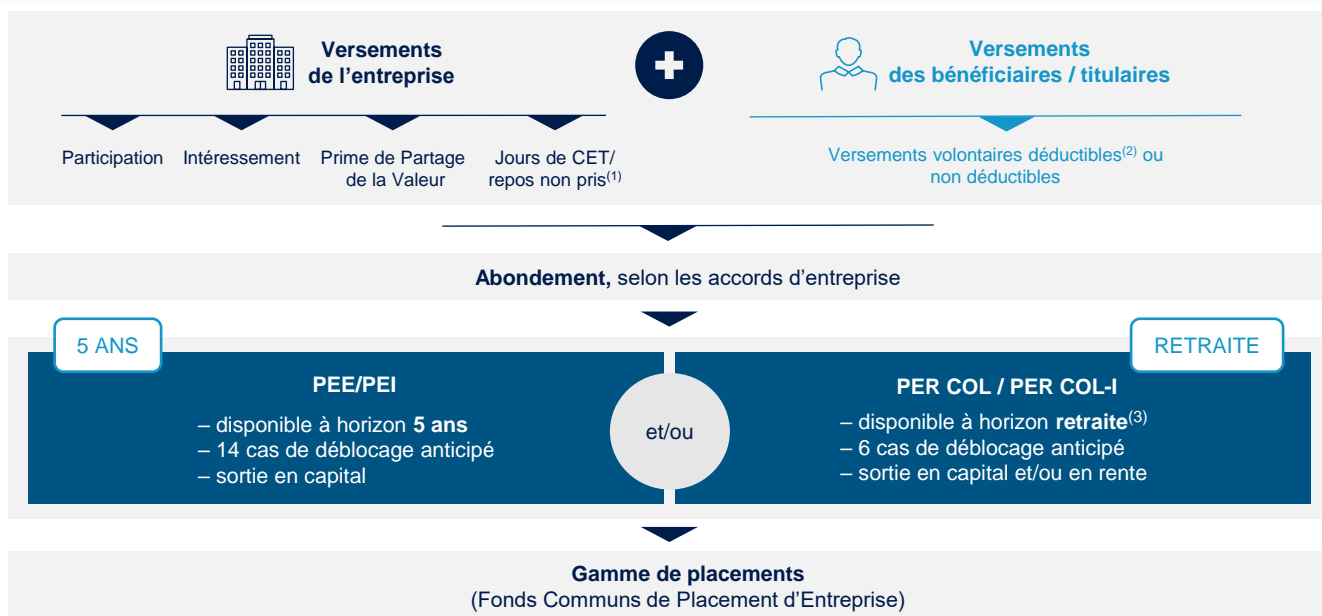 Versements
de l'entreprise
Versements
des bénéficiaires / titulaires
Participation
Intéressement
Prime de Partage
de la Valeur
Jours de CET/
repos non pris(1)
Versements volontaires déductibles(2) ou
non déductibles
Abondement, selon les accords d'entreprise
5 ANS
PEE/PEI
– disponible à horizon 5 ans
– 14 cas de déblocage anticipé
– sortie en capital
et/ou
RETRAITE
PER COL / PER COL-I
– disponible à horizon retraite(3)
– 6 cas de déblocage anticipé
– sortie en capital et/ou en rente
Gamme de placements
(Fonds Communs de Placement d'Entreprise)